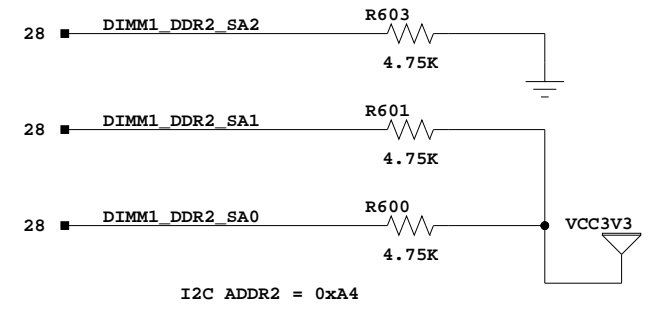 R603
28 DIMM1_DDR2_SA2
4.75K
R601
28 DIMM1_DDR2_SA1
4.75K
R600
28 DIMM1_DDR2_SA0 VCC3V3
4.75K
I2C ADDR2 = 0xA4